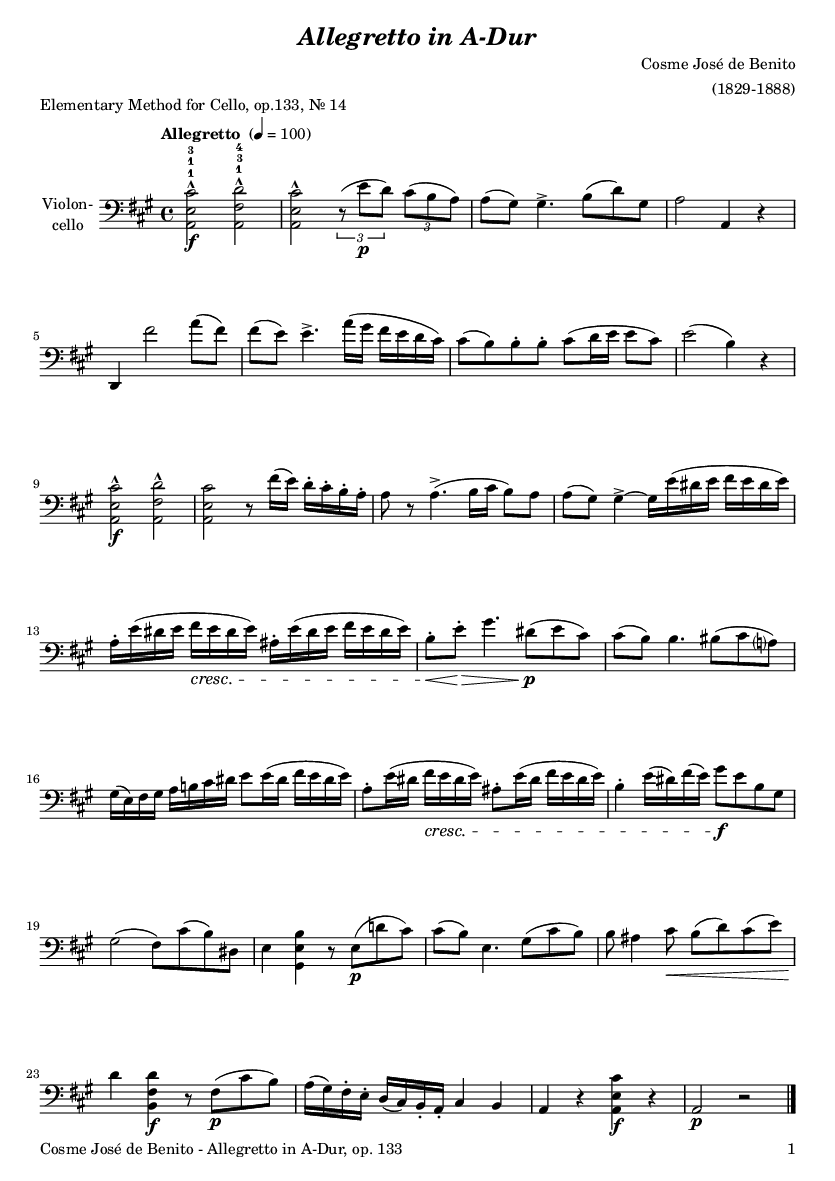 Allegretto in A-Dur
Cosme José de Benito
(1829-1888)
Elementary Method for Cello, op.133, № 14
Allegretto (♩ = 100)
3 4
1 3
1 1
Violon-
cello
f
3
p
3
5
9
f
13
cresc.
p
16
cresc.
f
19
p
23
f
p
f
p
Cosme José de Benito - Allegretto in A-Dur, op. 133
1